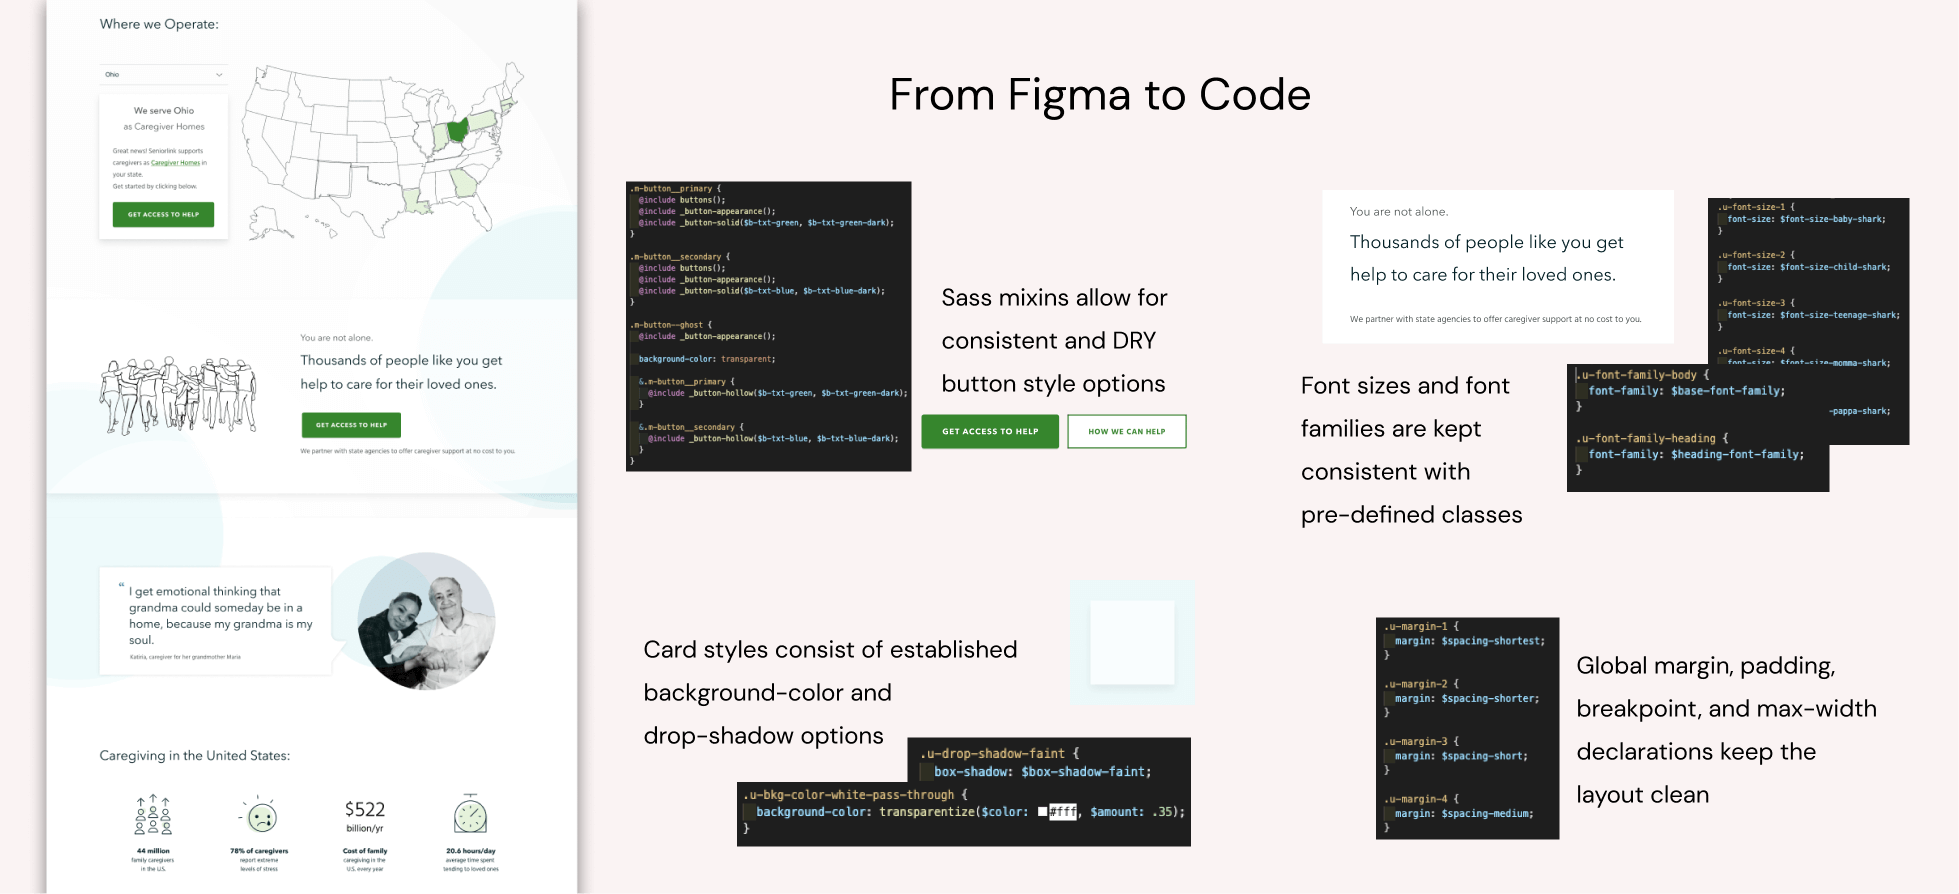 Where we Operate:
Ohio
We serve Ohio
as Caregiver Homes
Great news! Seniorlink supports
caregivers as Caregiver Homes in
your state.
Get started by clicking below.
GET ACCESS TO HELP
You are not alone.
Thousands of people like you get
help to care for their loved ones.
GET ACCESS TO HELP
We partner with state agencies to offer caregiver support at no cost to you.
“
I get emotional thinking that
grandma could someday be in a
home, because my grandma is my
soul.
Katiria, caregiver for her grandmother Maria
Caregiving in the United States:
44 million
family caregivers
in the U.S.
78% of caregivers
report extreme
levels of stress
$522
billion/yr
Cost of family
caregiving in the
U.S. every year
20.6 hours/day
average time spent
tending to loved ones
From Figma to Code
.m-button__primary {
@include buttons();
@include _button-appearance();
@include _button-solid($b-txt-green, $b-txt-green-dark);
}
.m-button__secondary {
@include buttons();
@include _button-appearance();
@include _button-solid($b-txt-blue, $b-txt-blue-dark);
}
.m-button--ghost {
@include _button-appearance();
background-color: transparent;
&.m-button__primary {
@include _button-hollow($b-txt-green, $b-txt-green-dark);
}
&.m-button__secondary {
@include _button-hollow($b-txt-blue, $b-txt-blue-dark);
}
}
Sass mixins allow for
consistent and DRY
button style options
GET ACCESS TO HELP
HOW WE CAN HELP
You are not alone.
Thousands of people like you get
help to care for their loved ones.
We partner with state agencies to offer caregiver support at no cost to you.
.u-font-size-1 {
font-size: $font-size-baby-shark;
}
.u-font-size-2 {
font-size: $font-size-child-shark;
}
.u-font-size-3 {
font-size: $font-size-teenage-shark;
}
.u-font-size-4 {
font-size: $font-size-momma-shark;
-pappa-shark;
.u-font-family-body {
font-family: $base-font-family;
}
.u-font-family-heading {
font-family: $heading-font-family;
}
Font sizes and font
families are kept
consistent with
pre-defined classes
Card styles consist of established
background-color and
drop-shadow options
.u-drop-shadow-faint {
box-shadow: $box-shadow-faint;
.u-bkg-color-white-pass-through {
background-color: transparentize($color: #fff, $amount: .35);
}
.u-margin-1 {
margin: $spacing-shortest;
}
.u-margin-2 {
margin: $spacing-shorter;
}
.u-margin-3 {
margin: $spacing-short;
}
.u-margin-4 {
margin: $spacing-medium;
}
Global margin, padding,
breakpoint, and max-width
declarations keep the
layout clean